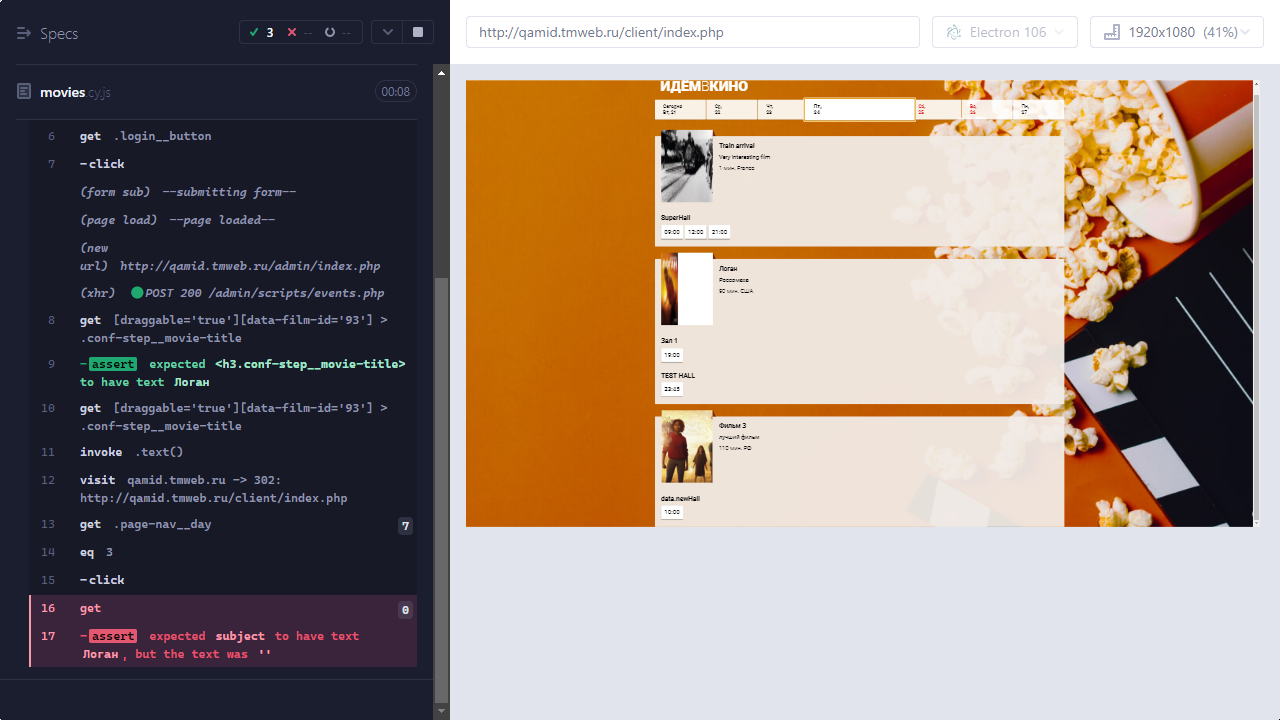 Specs
3
--
--
movies cy.js
00:08
6 get .login__button
7 -click
(form sub) --submitting form--
(page load) --page loaded--
(new
url) http://qamid.tmweb.ru/admin/index.php
(xhr) POST 200 /admin/scripts/events.php
8 get [draggable='true'][data-film-id='93'] >
.conf-step__movie-title
9 -assert expected <h3.conf-step__movie-title>
to have text Логан
10 get [draggable='true'][data-film-id='93'] >
.conf-step__movie-title
11 invoke .text()
12 visit qamid.tmweb.ru -> 302:
http://qamid.tmweb.ru/client/index.php
13 get .page-nav__day 7
14 eq 3
15 -click
16 get 0
17 -assert expected subject to have text
Логан, but the text was ''
http://qamid.tmweb.ru/client/index.php
Electron 106
1920x1080 (41%)
ИДЁМВКИНО
Сегодня
Вт, 21
Ср,
22
Чт,
23
Пт,
24
Сб,
25
Вс,
26
Пн,
27
Train arrival
Very interesting film
1 мин. France
SuperHall
09:00 12:00 21:00
Логан
Россомаха
90 мин. США
Зал 1
19:00
TEST HALL
23:45
Фильм 3
лучший фильм
110 мин. РФ
data.newHall
10:00